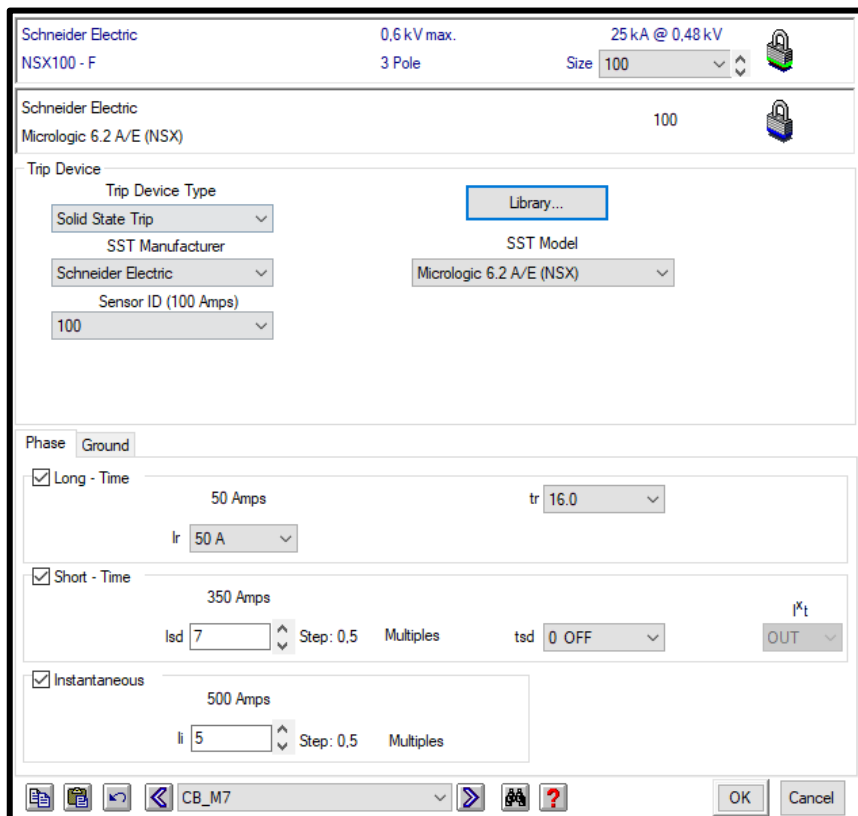 Schneider Electric 0,6 kV max. 25 kA @ 0,48 kV
NSX100 - F 3 Pole Size 100
Schneider Electric
100
Micrologic 6.2 A/E (NSX)
Trip Device
Trip Device Type
Library...
Solid State Trip
SST Manufacturer SST Model
Schneider Electric Micrologic 6.2 A/E (NSX)
Sensor ID (100 Amps)
100
Phase Ground
Long - Time
50 Amps tr 16.0
Ir 50 A
Short - Time
350 Amps I^x t
Isd 7 Step: 0,5 Multiples tsd 0 OFF OUT
Instantaneous
500 Amps
Ii 5 Step: 0,5 Multiples
CB_M7 ? OK Cancel